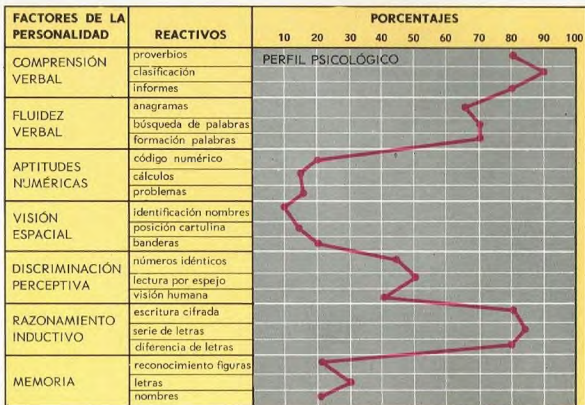 FACTORES DE LA
PERSONALIDAD
REACTIVOS
PORCENTAJES
10 20 30 40 50 60 70 80 90 100
PERFIL PSICOLÓGICO
COMPRENSIÓN
VERBAL
proverbios
clasificación
informes
FLUIDEZ
VERBAL
anagramas
búsqueda de palabras
formación palabras
APTITUDES
NUMÉRICAS
código numérico
cálculos
problemas
VISIÓN
ESPACIAL
identificación nombres
posición cartulina
banderas
DISCRIMINACIÓN
PERCEPTIVA
números idénticos
lectura por espejo
visión humana
RAZONAMIENTO
INDUCTIVO
escritura cifrada
serie de letras
diferencia de letras
MEMORIA
reconocimiento figuras
letras
nombres